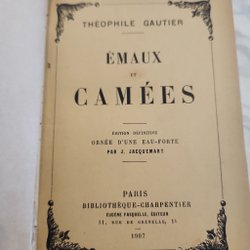 THÉOPHILE GAUTIER
ÉMAUX
ET
CAMÉES
ÉDITION DÉFINITIVE
ORNÉE D'UNE EAU-FORTE
PAR J. JACQUEMART
PARIS
BIBLIOTHÈQUE-CHARPENTIER
EUGÈNE FASQUELLE, ÉDITEUR
11, RUE DE GRENELLE, 11
1907